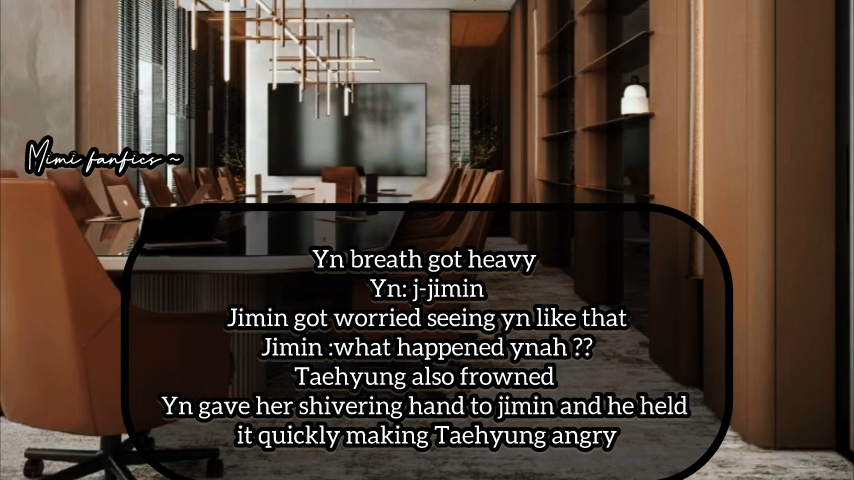 Mimi fanfics ~
Yn breath got heavy
Yn: j-jimin
Jimin got worried seeing yn like that
Jimin :what happened ynah ??
Taehyung also frowned
Yn gave her shivering hand to jimin and he held
it quickly making Taehyung angry